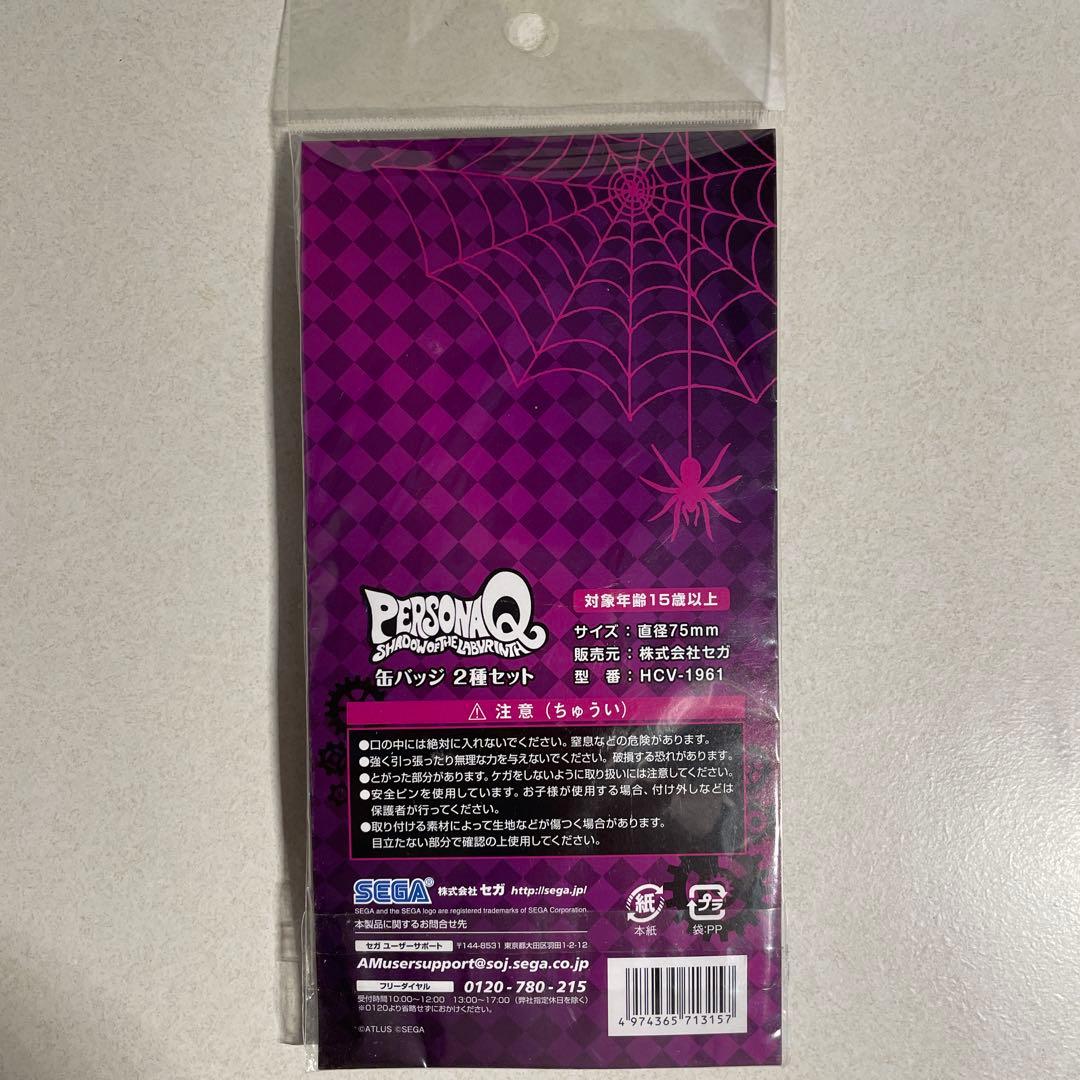 PERSONAQ
SHADOW OF THE LABYRINTH
缶バッジ 2種セット
対象年齢15歳以上
サイズ：直径75mm
販売元：株式会社セガ
型 番：HCV-1961
⚠ 注意（ちゅうい）
●口の中には絶対に入れないでください。窒息などの危険があります。
●強く引っ張ったり無理な力を与えないでください。破損する恐れがあります。
●とがった部分があります。ケガをしないように取り扱いには注意してください。
●安全ピンを使用しています。お子様が使用する場合、付け外しなどは
保護者が行ってください。
●取り付ける素材によって生地などが傷つく場合があります。
目立たない部分で確認の上使用してください。
SEGA® 株式会社 セガ http://sega.jp/
SEGA and the SEGA logo are registered trademarks of SEGA Corporation.
本製品に関するお問合せ先
セガ ユーザーサポート 〒144-8531 東京都大田区羽田1-2-12
AMusersupport@soj.sega.co.jp
フリーダイヤル 0120-780-215
受付時間10:00～12:00 13:00～17:00（弊社指定休日を除く）
※0120より省略せずにおかけください。
©ATLUS ©SEGA
紙
本紙
プラ
袋:PP
4 974365 713157